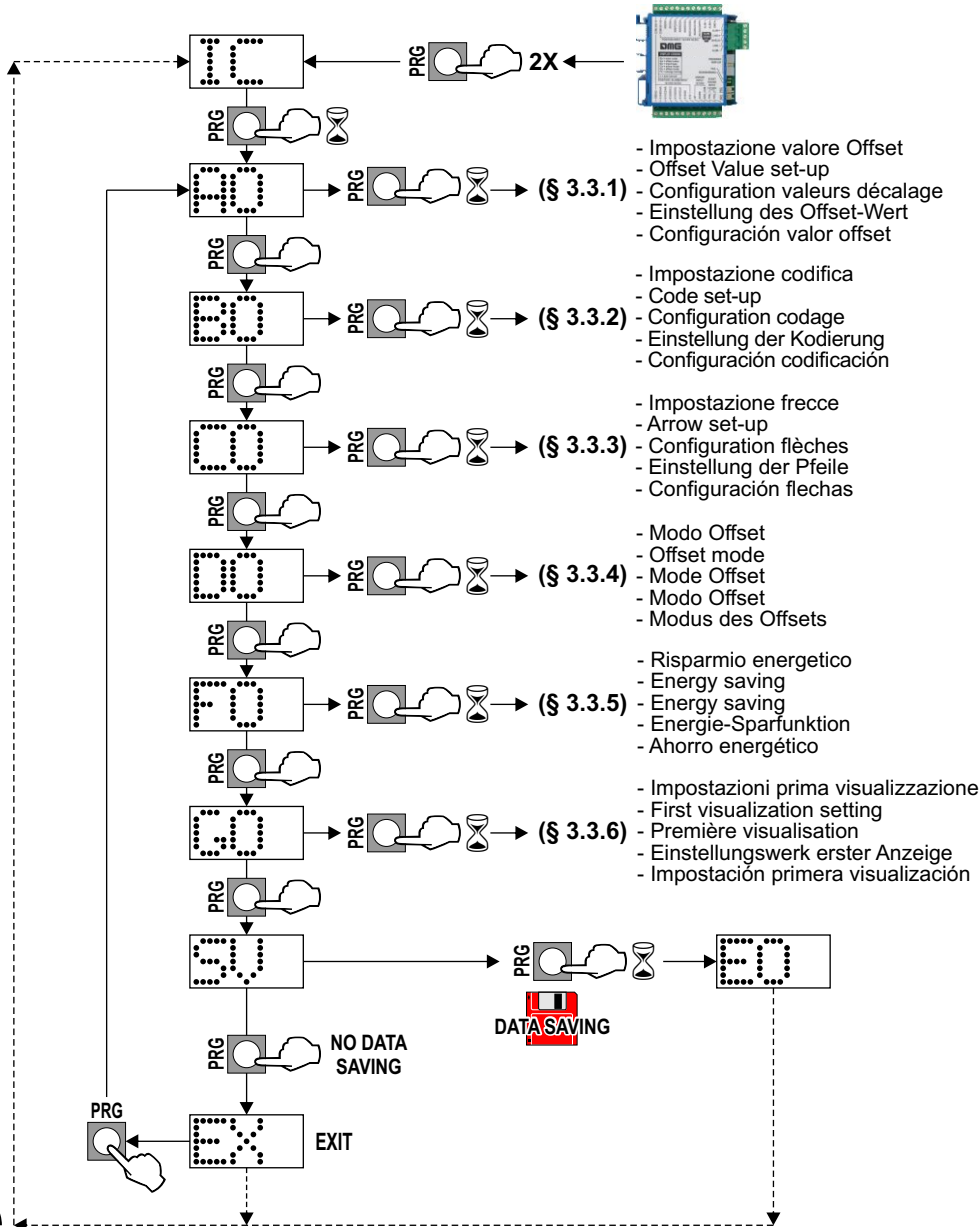 IC
PRG
2X
DMG
PRG
A0
PRG
(§ 3.3.1)
- Impostazione valore Offset
- Offset Value set-up
- Configuration valeurs décalage
- Einstellung des Offset-Wert
- Configuración valor offset
PRG
B0
PRG
(§ 3.3.2)
- Impostazione codifica
- Code set-up
- Configuration codage
- Einstellung der Kodierung
- Configuración codificación
PRG
C0
PRG
(§ 3.3.3)
- Impostazione frecce
- Arrow set-up
- Configuration flèches
- Einstellung der Pfeile
- Configuración flechas
PRG
D0
PRG
(§ 3.3.4)
- Modo Offset
- Offset mode
- Mode Offset
- Modo Offset
- Modus des Offsets
PRG
F0
PRG
(§ 3.3.5)
- Risparmio energetico
- Energy saving
- Energy saving
- Energie-Sparfunktion
- Ahorro energético
PRG
G0
PRG
(§ 3.3.6)
- Impostazioni prima visualizzazione
- First visualization setting
- Première visualisation
- Einstellungswerk erster Anzeige
- Impostación primera visualización
PRG
SV
PRG
E0
DATA SAVING
PRG
NO DATA
SAVING
PRG
EX
EXIT